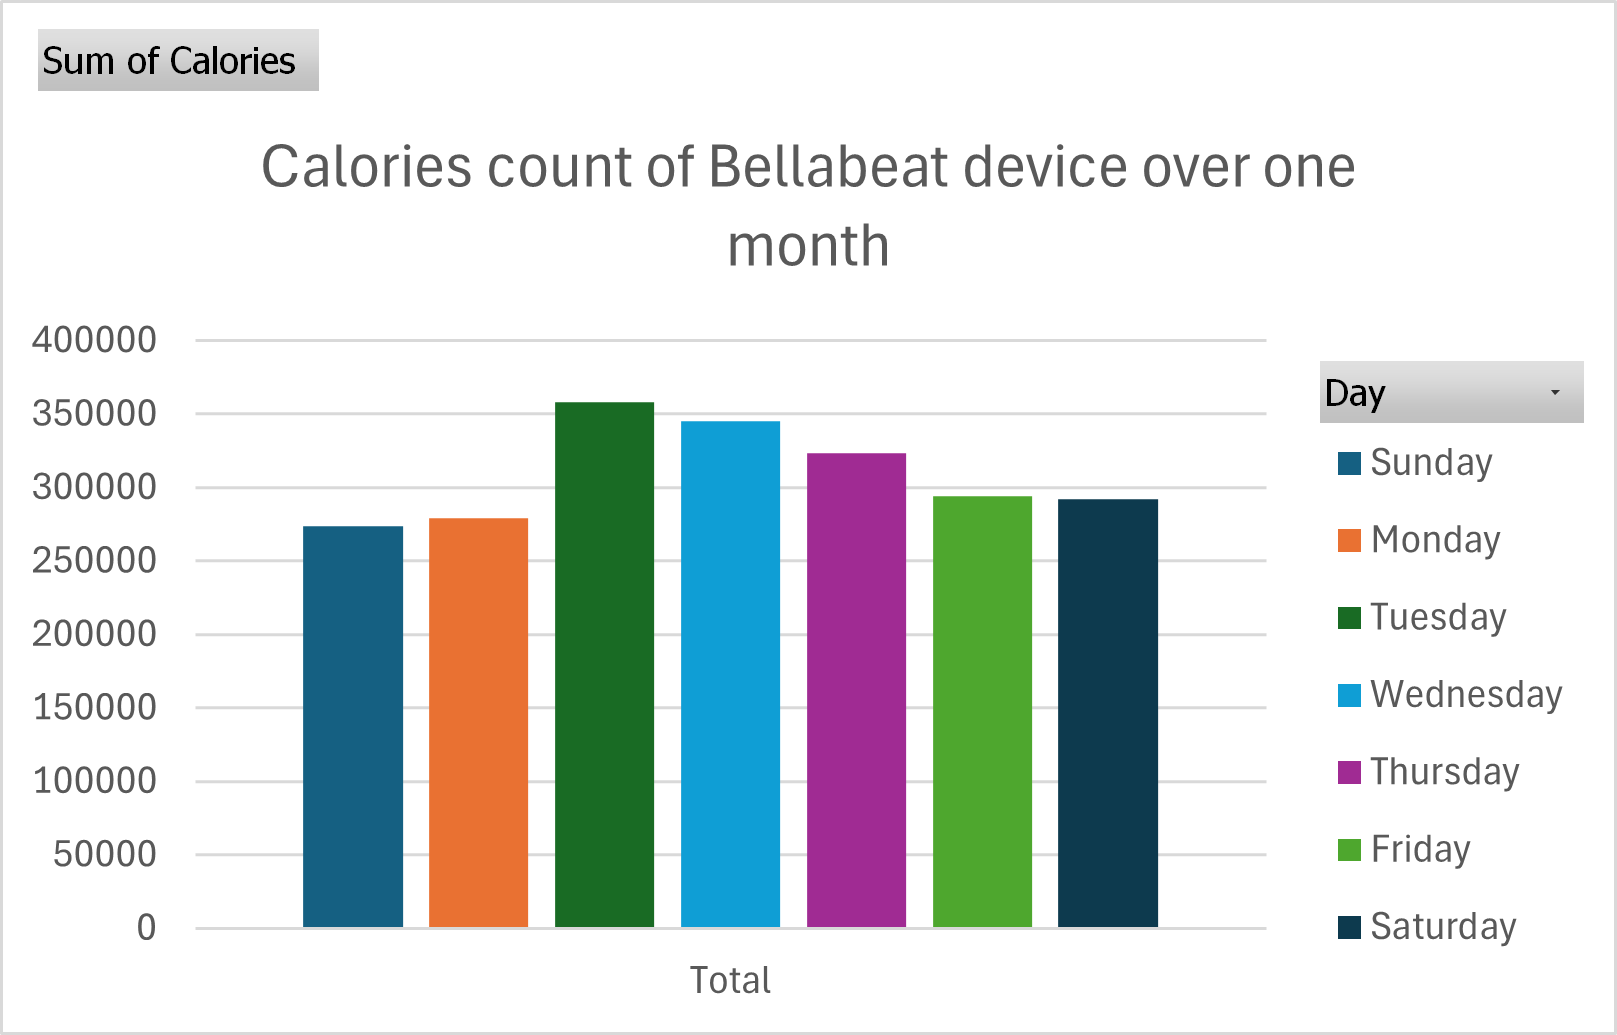 Sum of Calories
Calories count of Bellabeat device over one
month
400000
350000
300000
250000
200000
150000
100000
50000
0
Total
Day
Sunday
Monday
Tuesday
Wednesday
Thursday
Friday
Saturday